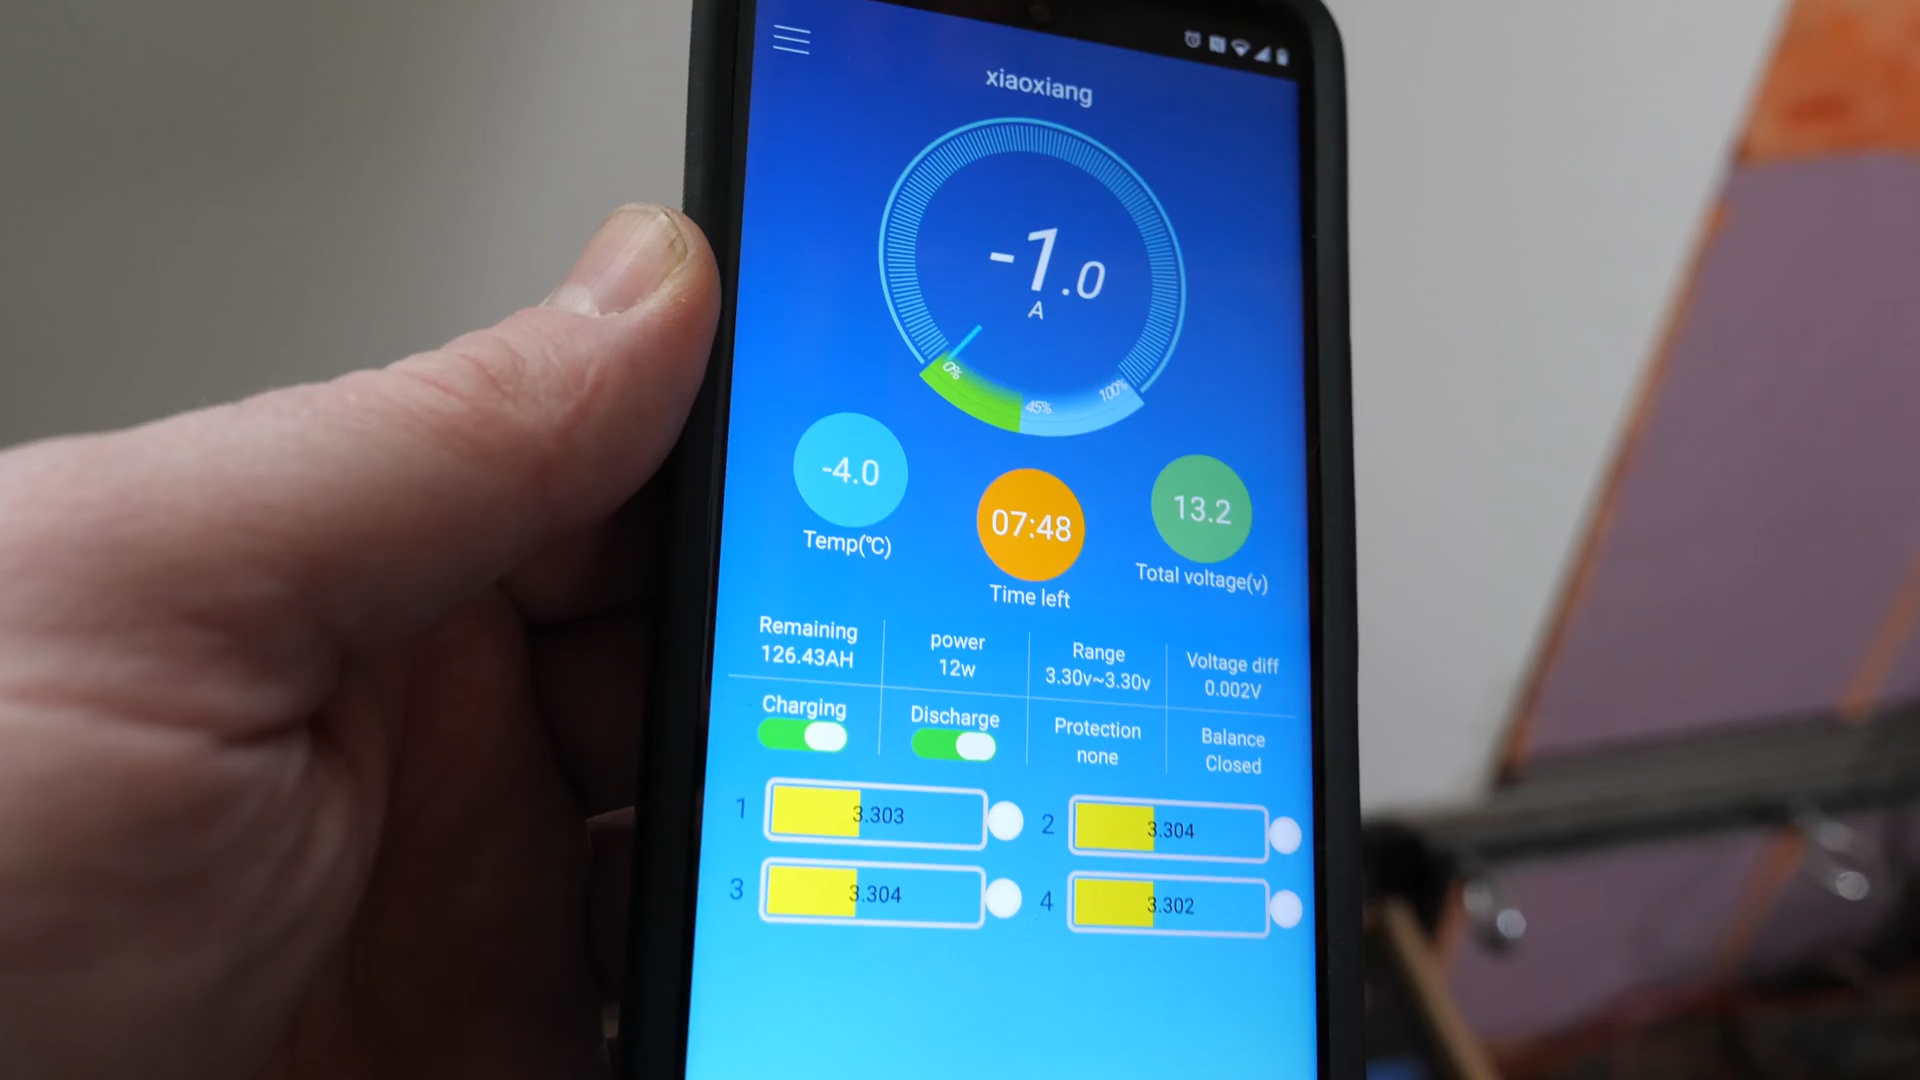 xiaoxiang
-1.0
A
0%
45%
100%
-4.0
Temp(℃)
07:48
Time left
13.2
Total voltage(v)
Remaining
126.43AH
power
12w
Range
3.30v~3.30v
Voltage diff
0.002V
Charging
Discharge
Protection
none
Balance
Closed
1 3.303
2 3.304
3 3.304
4 3.302